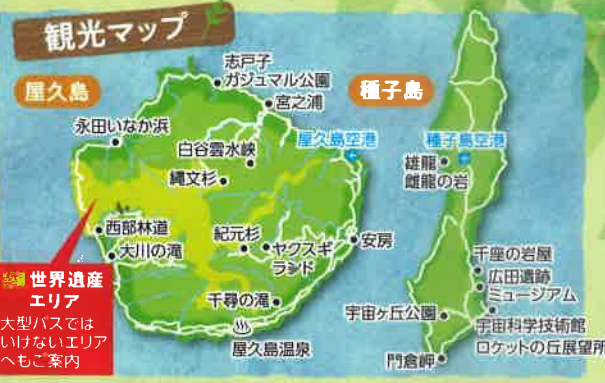 観光マップ
屋久島
志戸子
ガジュマル公園
宮之浦
永田いなか浜
白谷雲水峡
屋久島空港
縄文杉
西部林道
大川の滝
紀元杉
ヤクスギ
ランド
安房
千尋の滝
屋久島温泉
世界遺産
エリア
大型バスでは
いけないエリア
へもご案内
種子島
種子島空港
雄龍
雌龍の岩
千座の岩屋
広田遺跡
ミュージアム
宇宙ヶ丘公園
宇宙科学技術館
ロケットの丘展望所
門倉岬